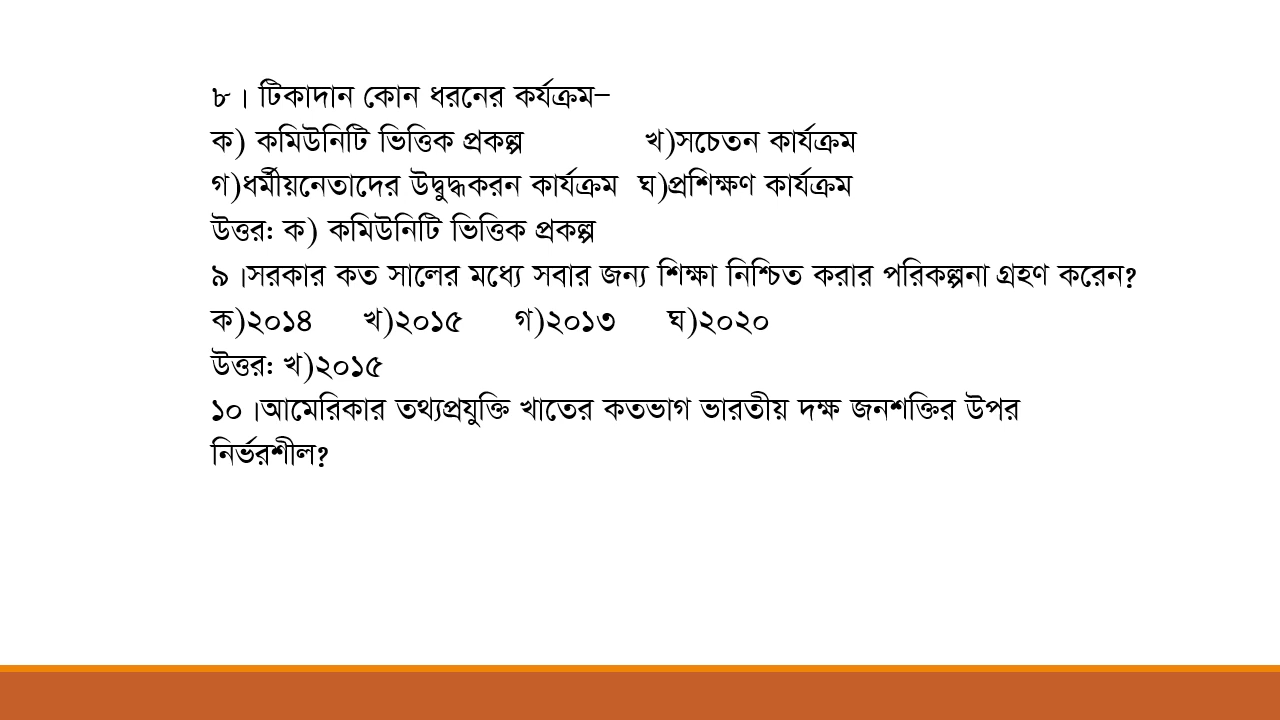 ৮। টিকাদান কোন ধরনের কর্যক্রম–
ক) কমিউনিটি ভিত্তিক প্রকল্প খ)সচেতন কার্যক্রম
গ)ধর্মীয়নেতাদের উদ্বুদ্ধকরন কার্যক্রম ঘ)প্রশিক্ষণ কার্যক্রম
উত্তর: ক) কমিউনিটি ভিত্তিক প্রকল্প
৯।সরকার কত সালের মধ্যে সবার জন্য শিক্ষা নিশ্চিত করার পরিকল্পনা গ্রহণ করেন?
ক)২০১৪ খ)২০১৫ গ)২০১৩ ঘ)২০২০
উত্তর: খ)২০১৫
১০।আমেরিকার তথ্যপ্রযুক্তি খাতের কতভাগ ভারতীয় দক্ষ জনশক্তির উপর
নির্ভরশীল?